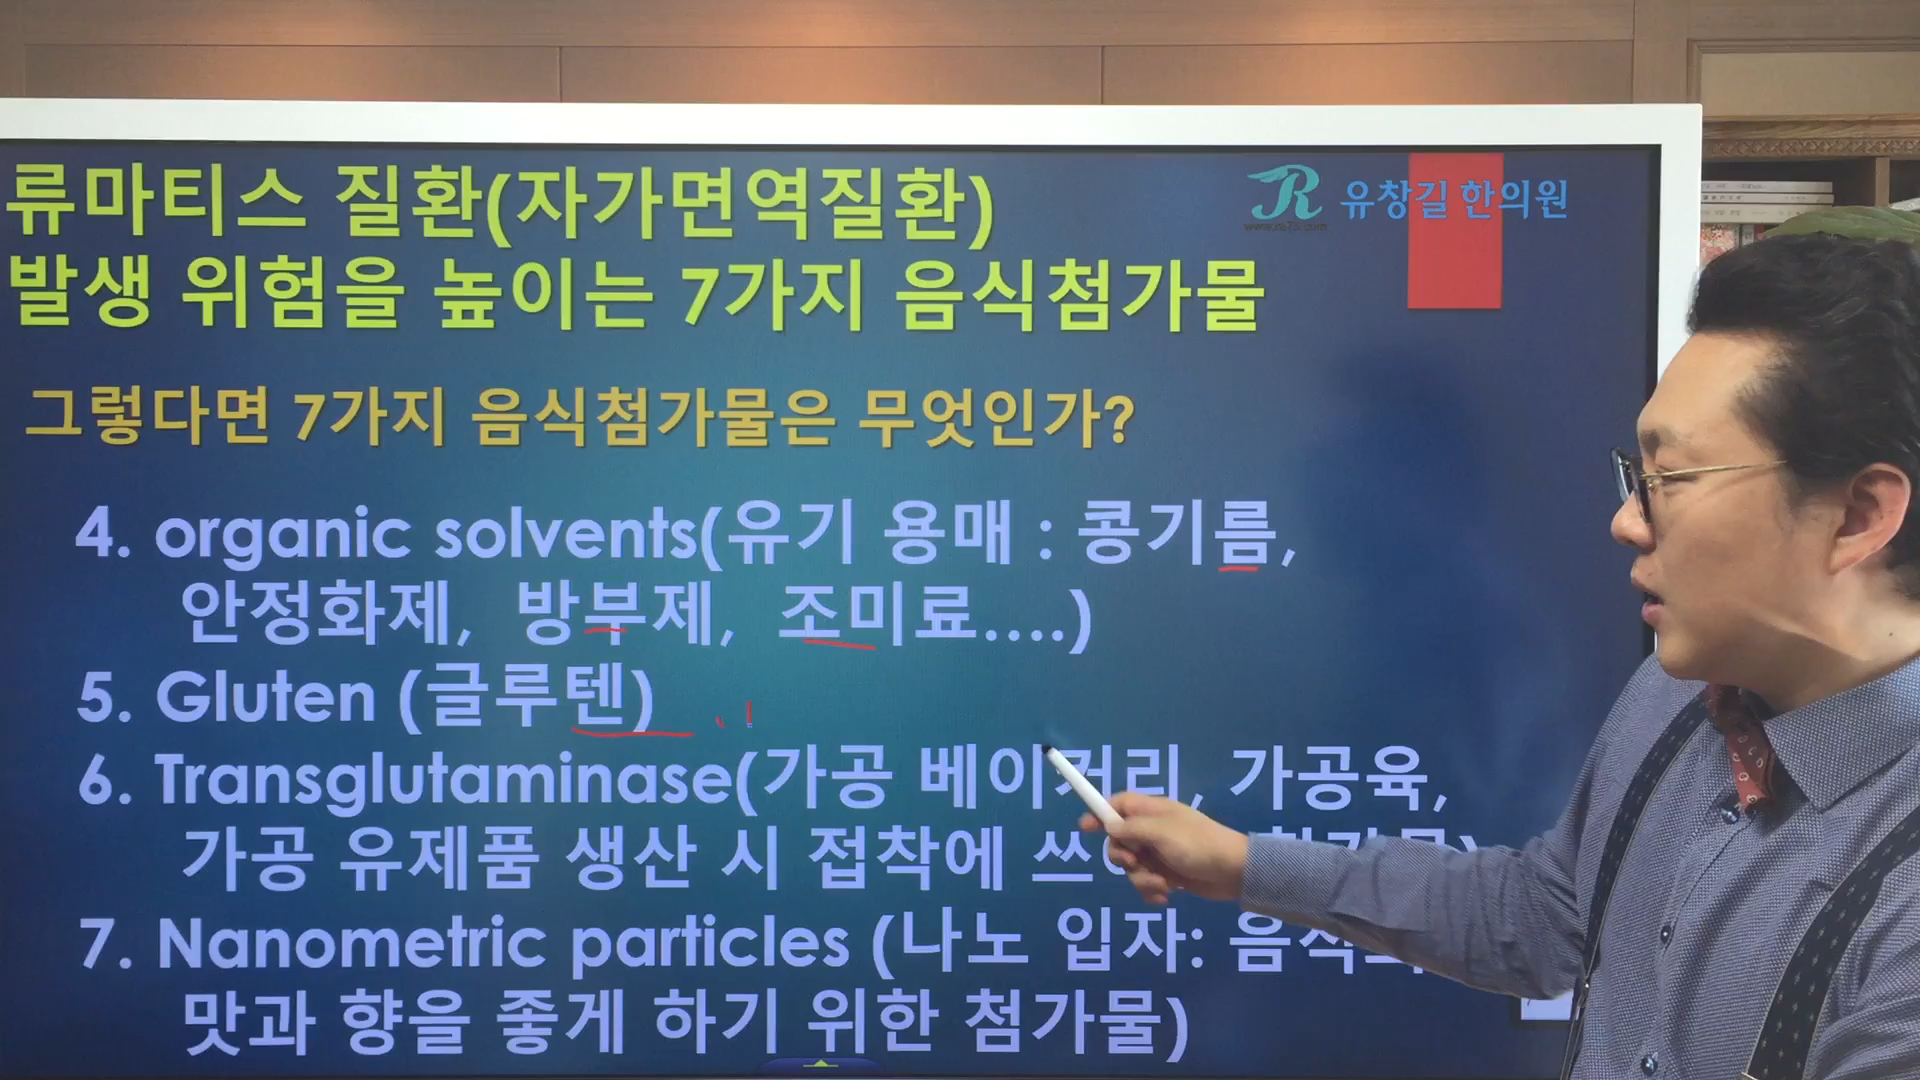 류마티스 질환(자가면역질환)
유창길 한의원
발생 위험을 높이는 7가지 음식첨가물
그렇다면 7가지 음식첨가물은 무엇인가?
4. organic solvents(유기 용매 : 콩기름,
안정화제, 방부제, 조미료....)
5. Gluten (글루텐)
6. Transglutaminase(가공 베이커리, 가공육,
가공 유제품 생산 시 접착에
7. Nanometric particles (나노 입자:
맛과 향을 좋게 하기 위한 첨가물)